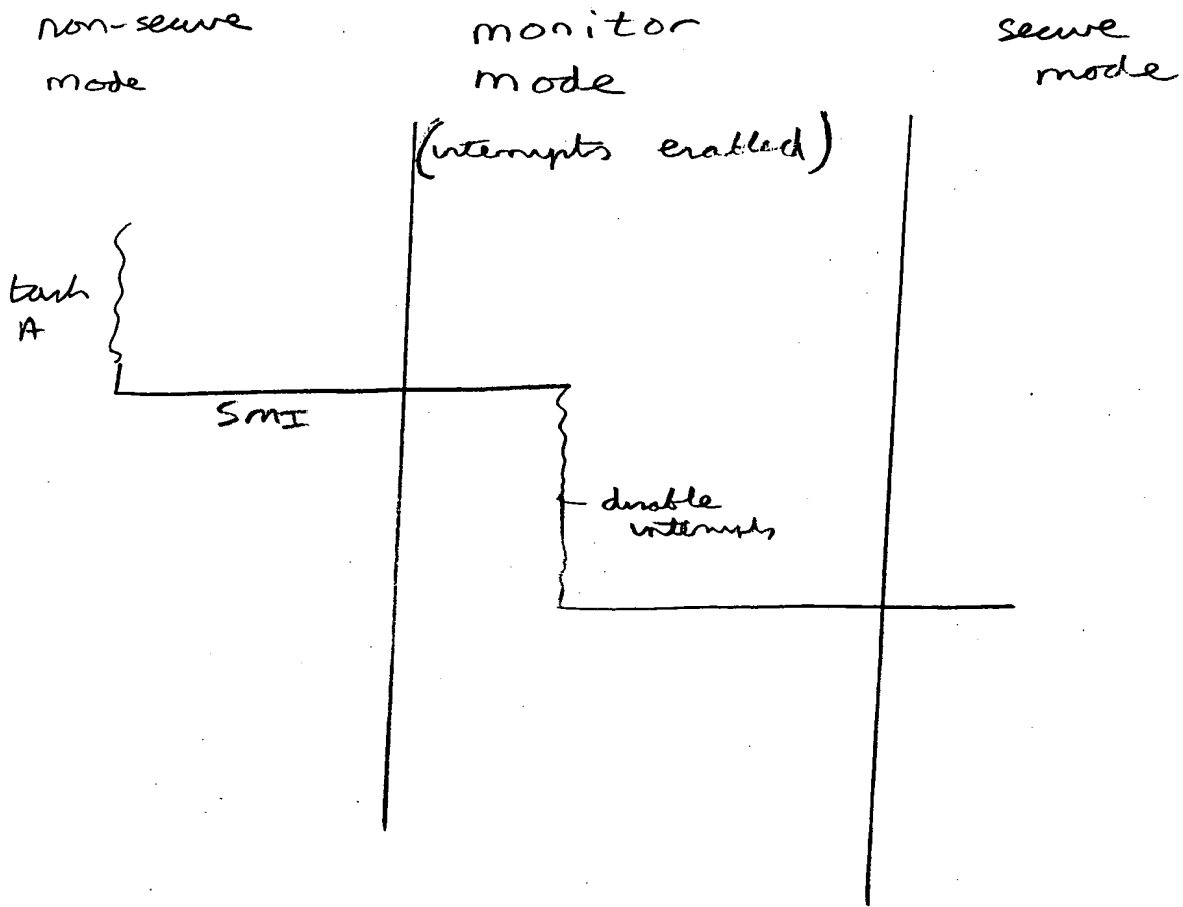 non-secure
mode
monitor
mode
(interrupts enabled)
secure
mode
task
A
SMI
disable
interrupts